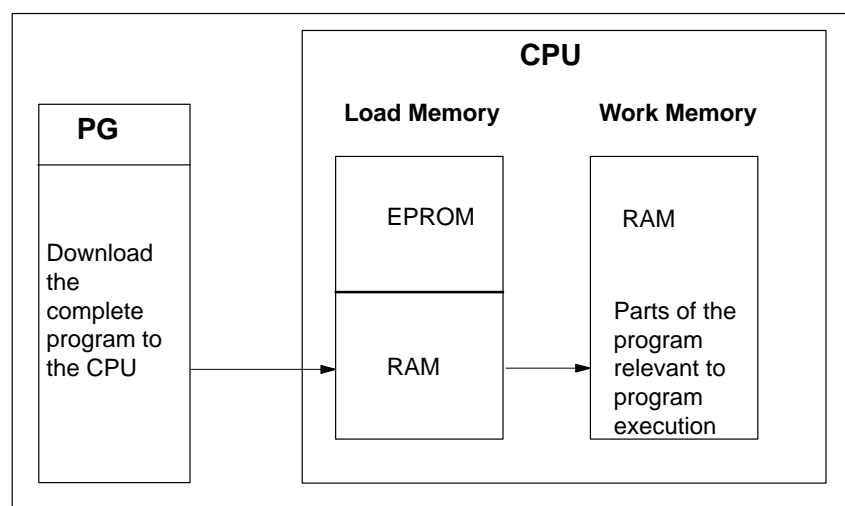 CPU
Load Memory
Work Memory
PG
Download
the
complete
program to
the CPU
EPROM
RAM
RAM
Parts of the
program
relevant to
program
execution